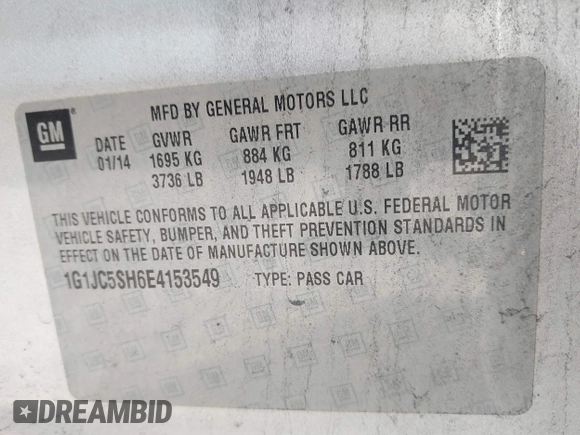 GM ®
MFD BY GENERAL MOTORS LLC
DATE GVWR GAWR FRT GAWR RR
01/14 1695 KG 884 KG 811 KG
3736 LB 1948 LB 1788 LB
THIS VEHICLE CONFORMS TO ALL APPLICABLE U.S. FEDERAL MOTOR
VEHICLE SAFETY, BUMPER, AND THEFT PREVENTION STANDARDS IN
EFFECT ON THE DATE OF MANUFACTURE SHOWN ABOVE.
1G1JC5SH6E4153549 TYPE: PASS CAR
DREAMBID